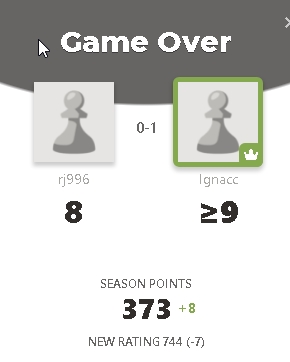 Game Over
0-1
rj996 Ignacc
8 ≥9
SEASON POINTS
373 +8
NEW RATING 744 (-7)